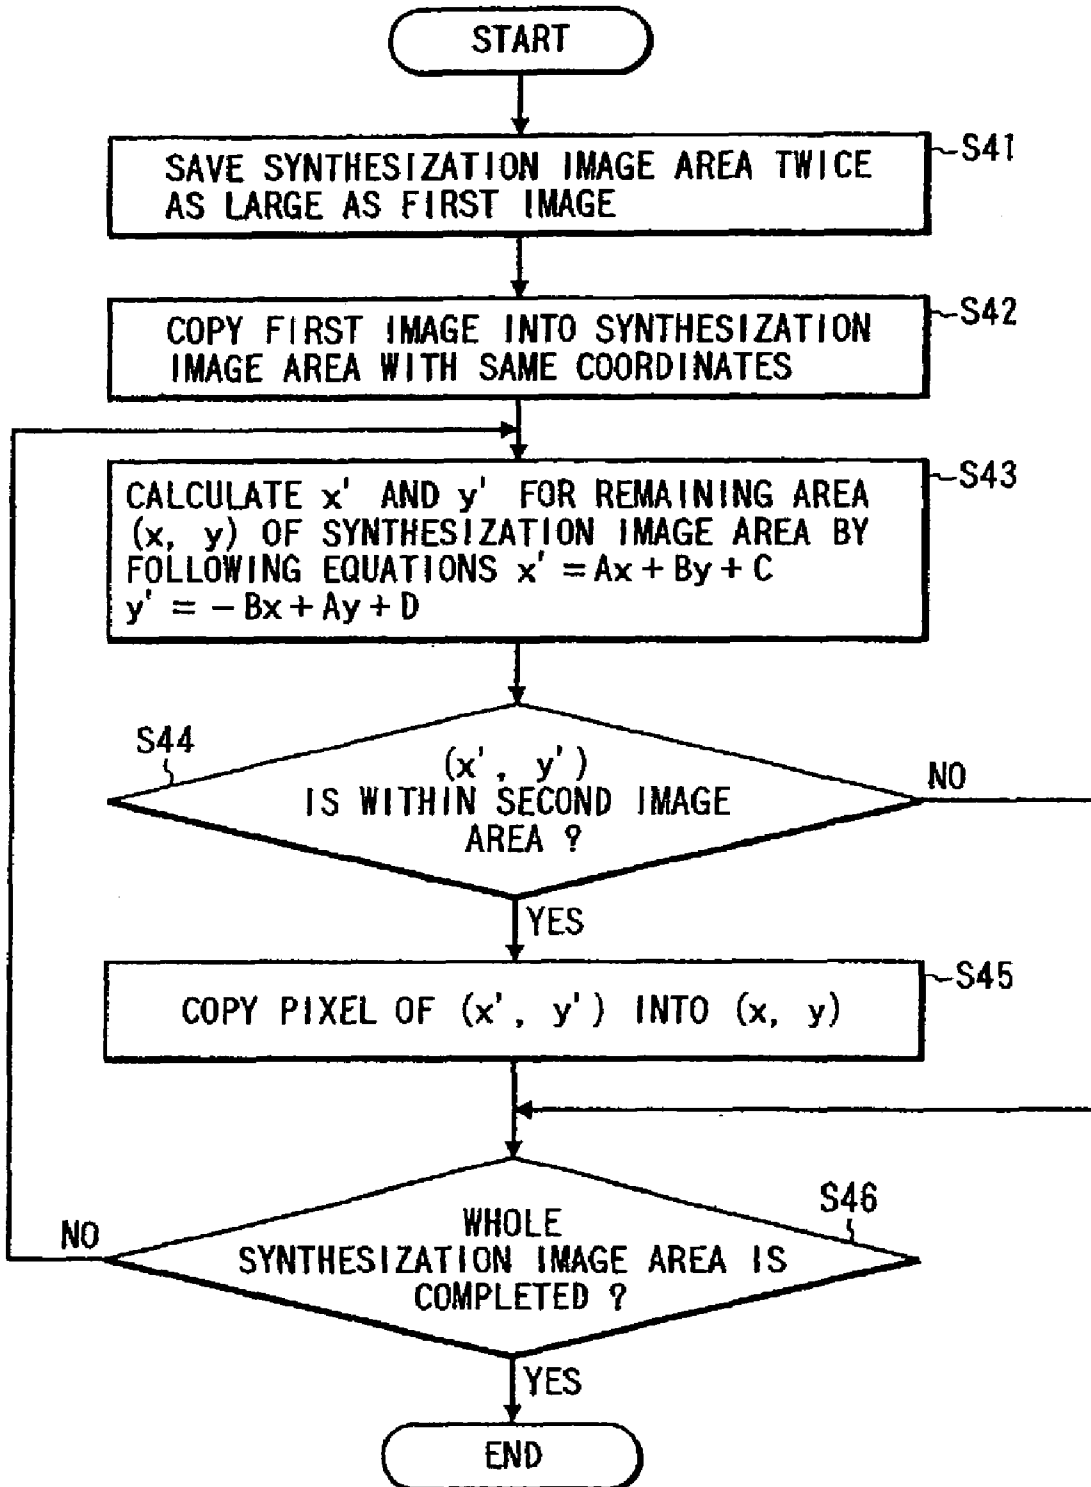 START
SAVE SYNTHESIZATION IMAGE AREA TWICE
AS LARGE AS FIRST IMAGE
S41
COPY FIRST IMAGE INTO SYNTHESIZATION
IMAGE AREA WITH SAME COORDINATES
S42
CALCULATE x' AND y' FOR REMAINING AREA
(x, y) OF SYNTHESIZATION IMAGE AREA BY
FOLLOWING EQUATIONS x' = Ax + By + C
y' = - Bx + Ay + D
S43
S44
(x', y')
IS WITHIN SECOND IMAGE
AREA ?
NO
YES
COPY PIXEL OF (x', y') INTO (x, y)
S45
S46
WHOLE
SYNTHESIZATION IMAGE AREA IS
COMPLETED ?
NO
YES
END